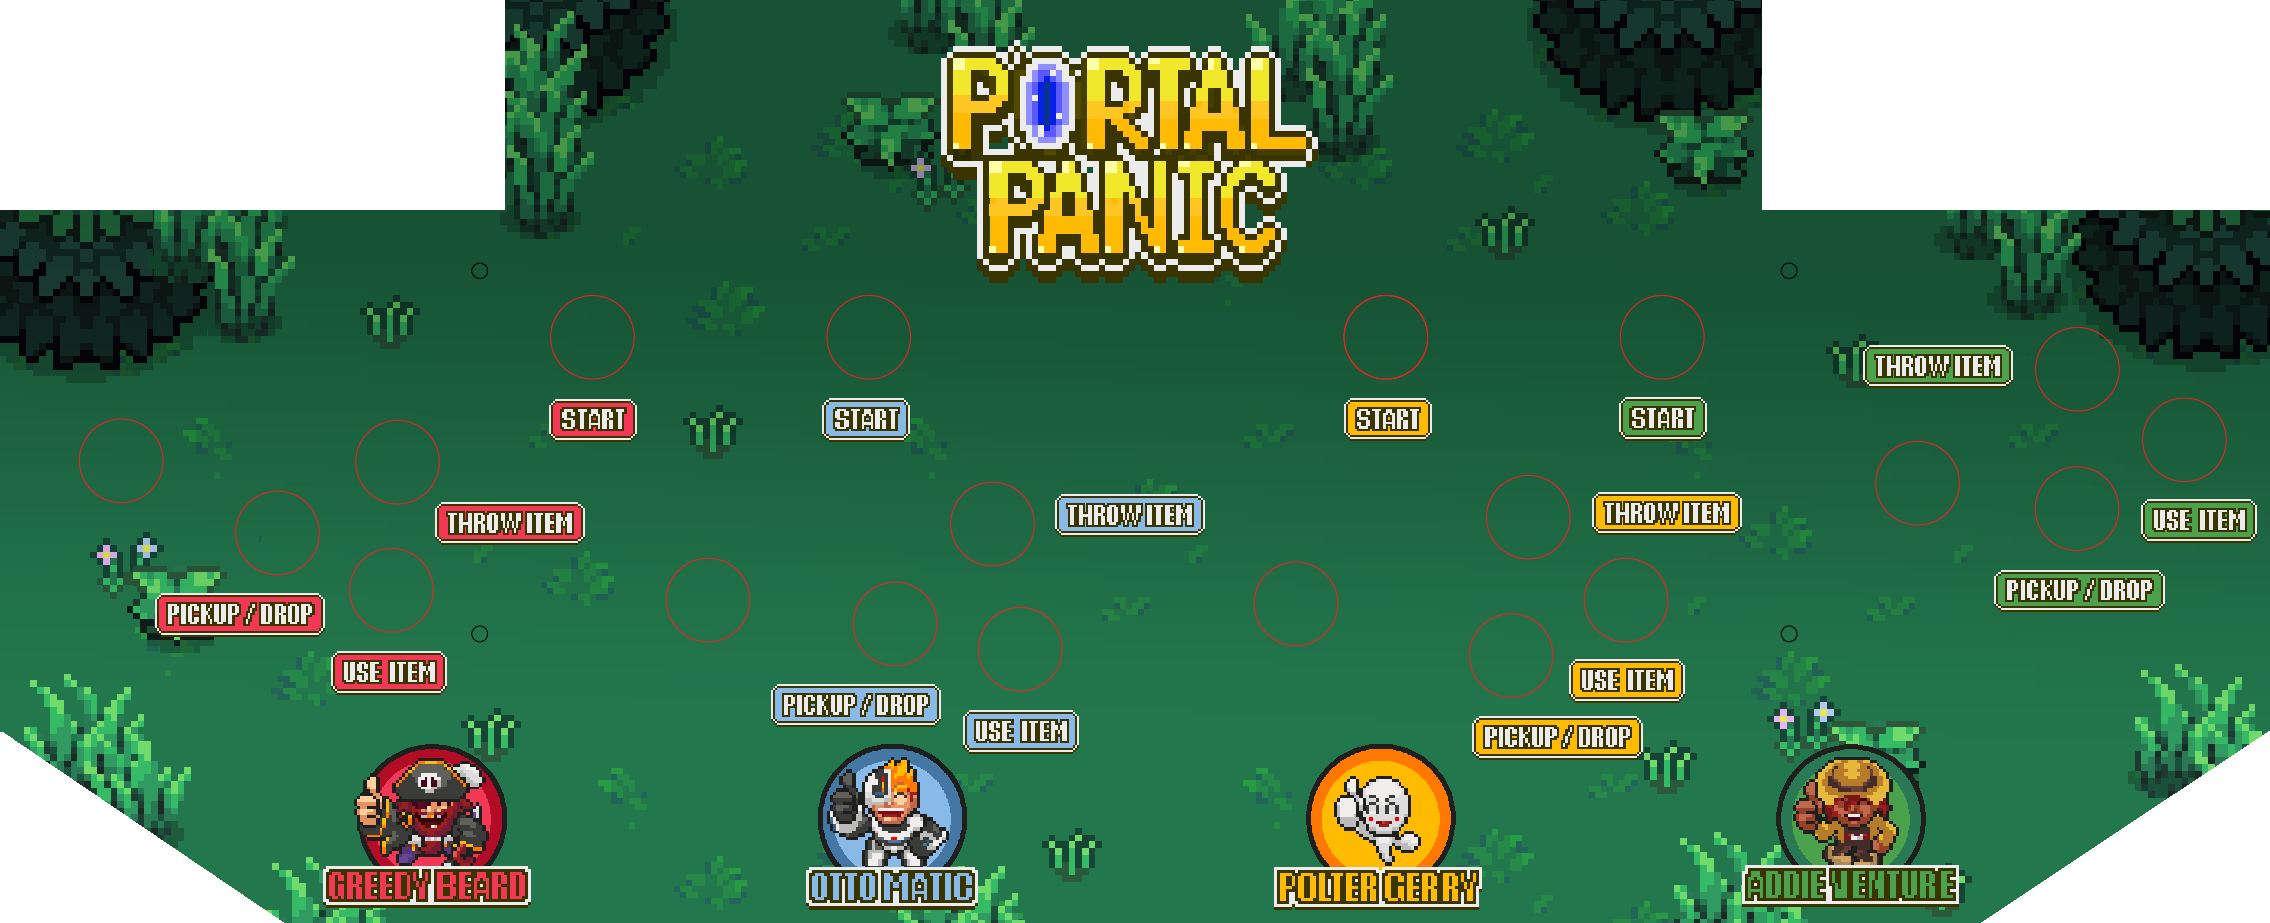 PORTAL
PANIC
THROW ITEM
START
START
START
START
THROW ITEM
THROW ITEM
THROW ITEM
USE ITEM
PICKUP / DROP
PICKUP / DROP
USE ITEM
USE ITEM
PICKUP / DROP
USE ITEM
PICKUP / DROP
GREEDY BEARD
OTTO MATIC
POLTER GERRY
ADDIE VENTURE